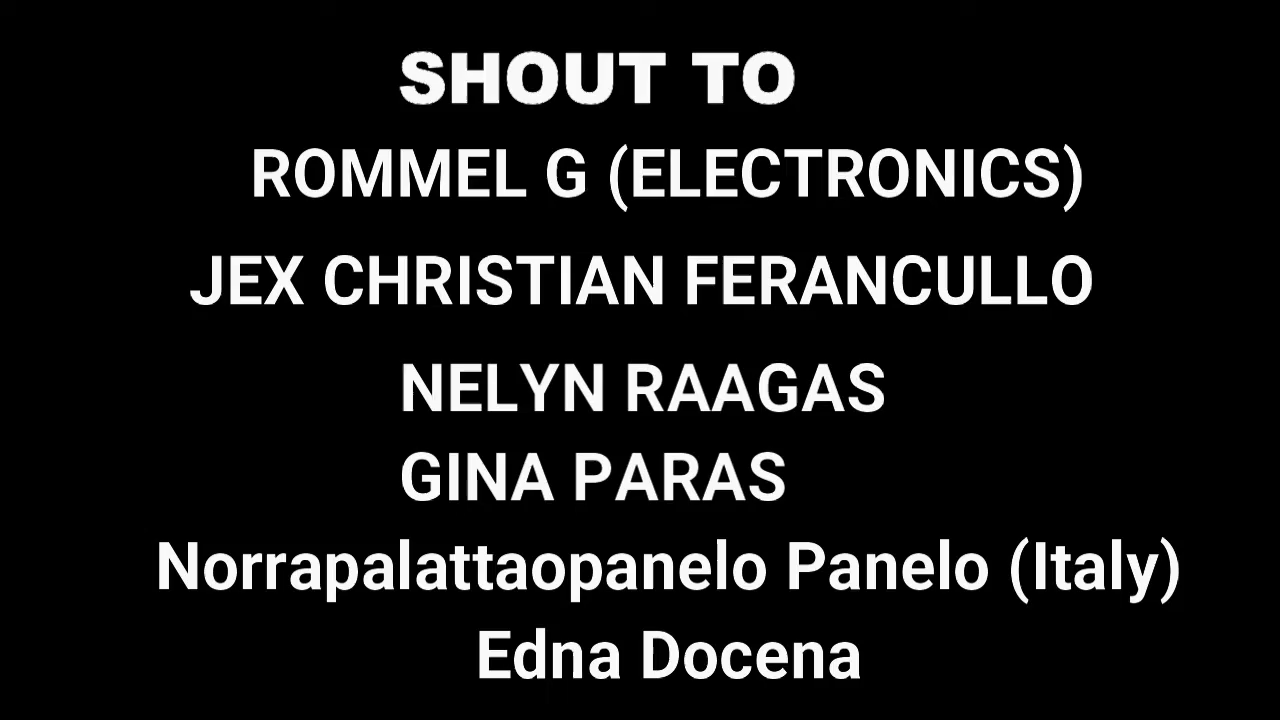 SHOUT TO
ROMMEL G (ELECTRONICS)
JEX CHRISTIAN FERANCULLO
NELYN RAAGAS
GINA PARAS
Norrapalattaopanelo Panelo (Italy)
Edna Docena